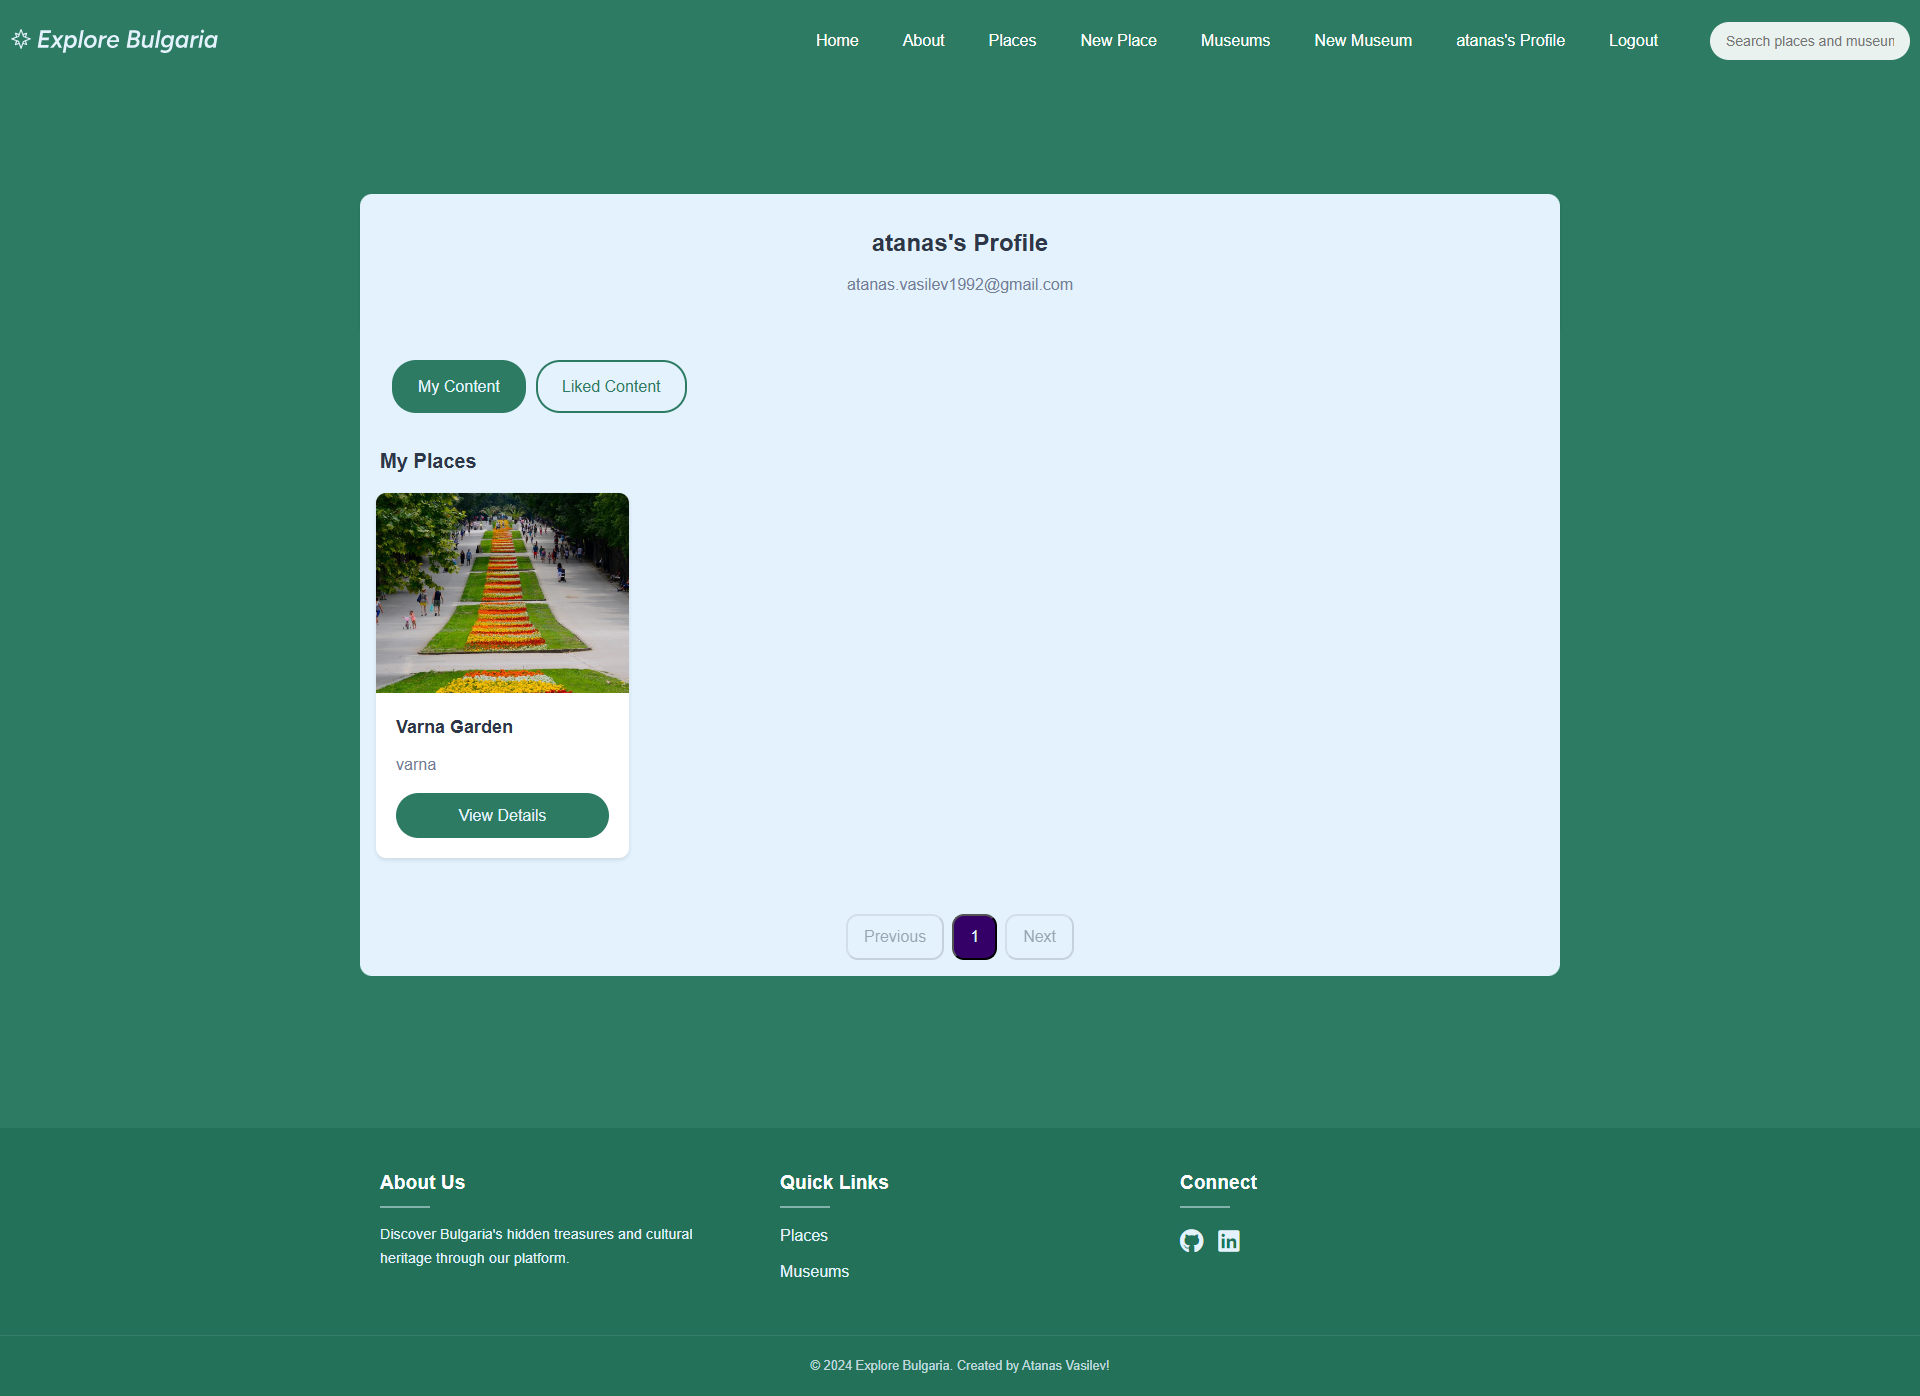 Explore Bulgaria
Home
About
Places
New Place
Museums
New Museum
atanas's Profile
Logout
Search places and museun
atanas's Profile
atanas.vasilev1992@gmail.com
My Content
Liked Content
My Places
Varna Garden
varna
View Details
Previous
1
Next
About Us
Discover Bulgaria's hidden treasures and cultural
heritage through our platform.
Quick Links
Places
Museums
Connect
© 2024 Explore Bulgaria. Created by Atanas Vasilev!